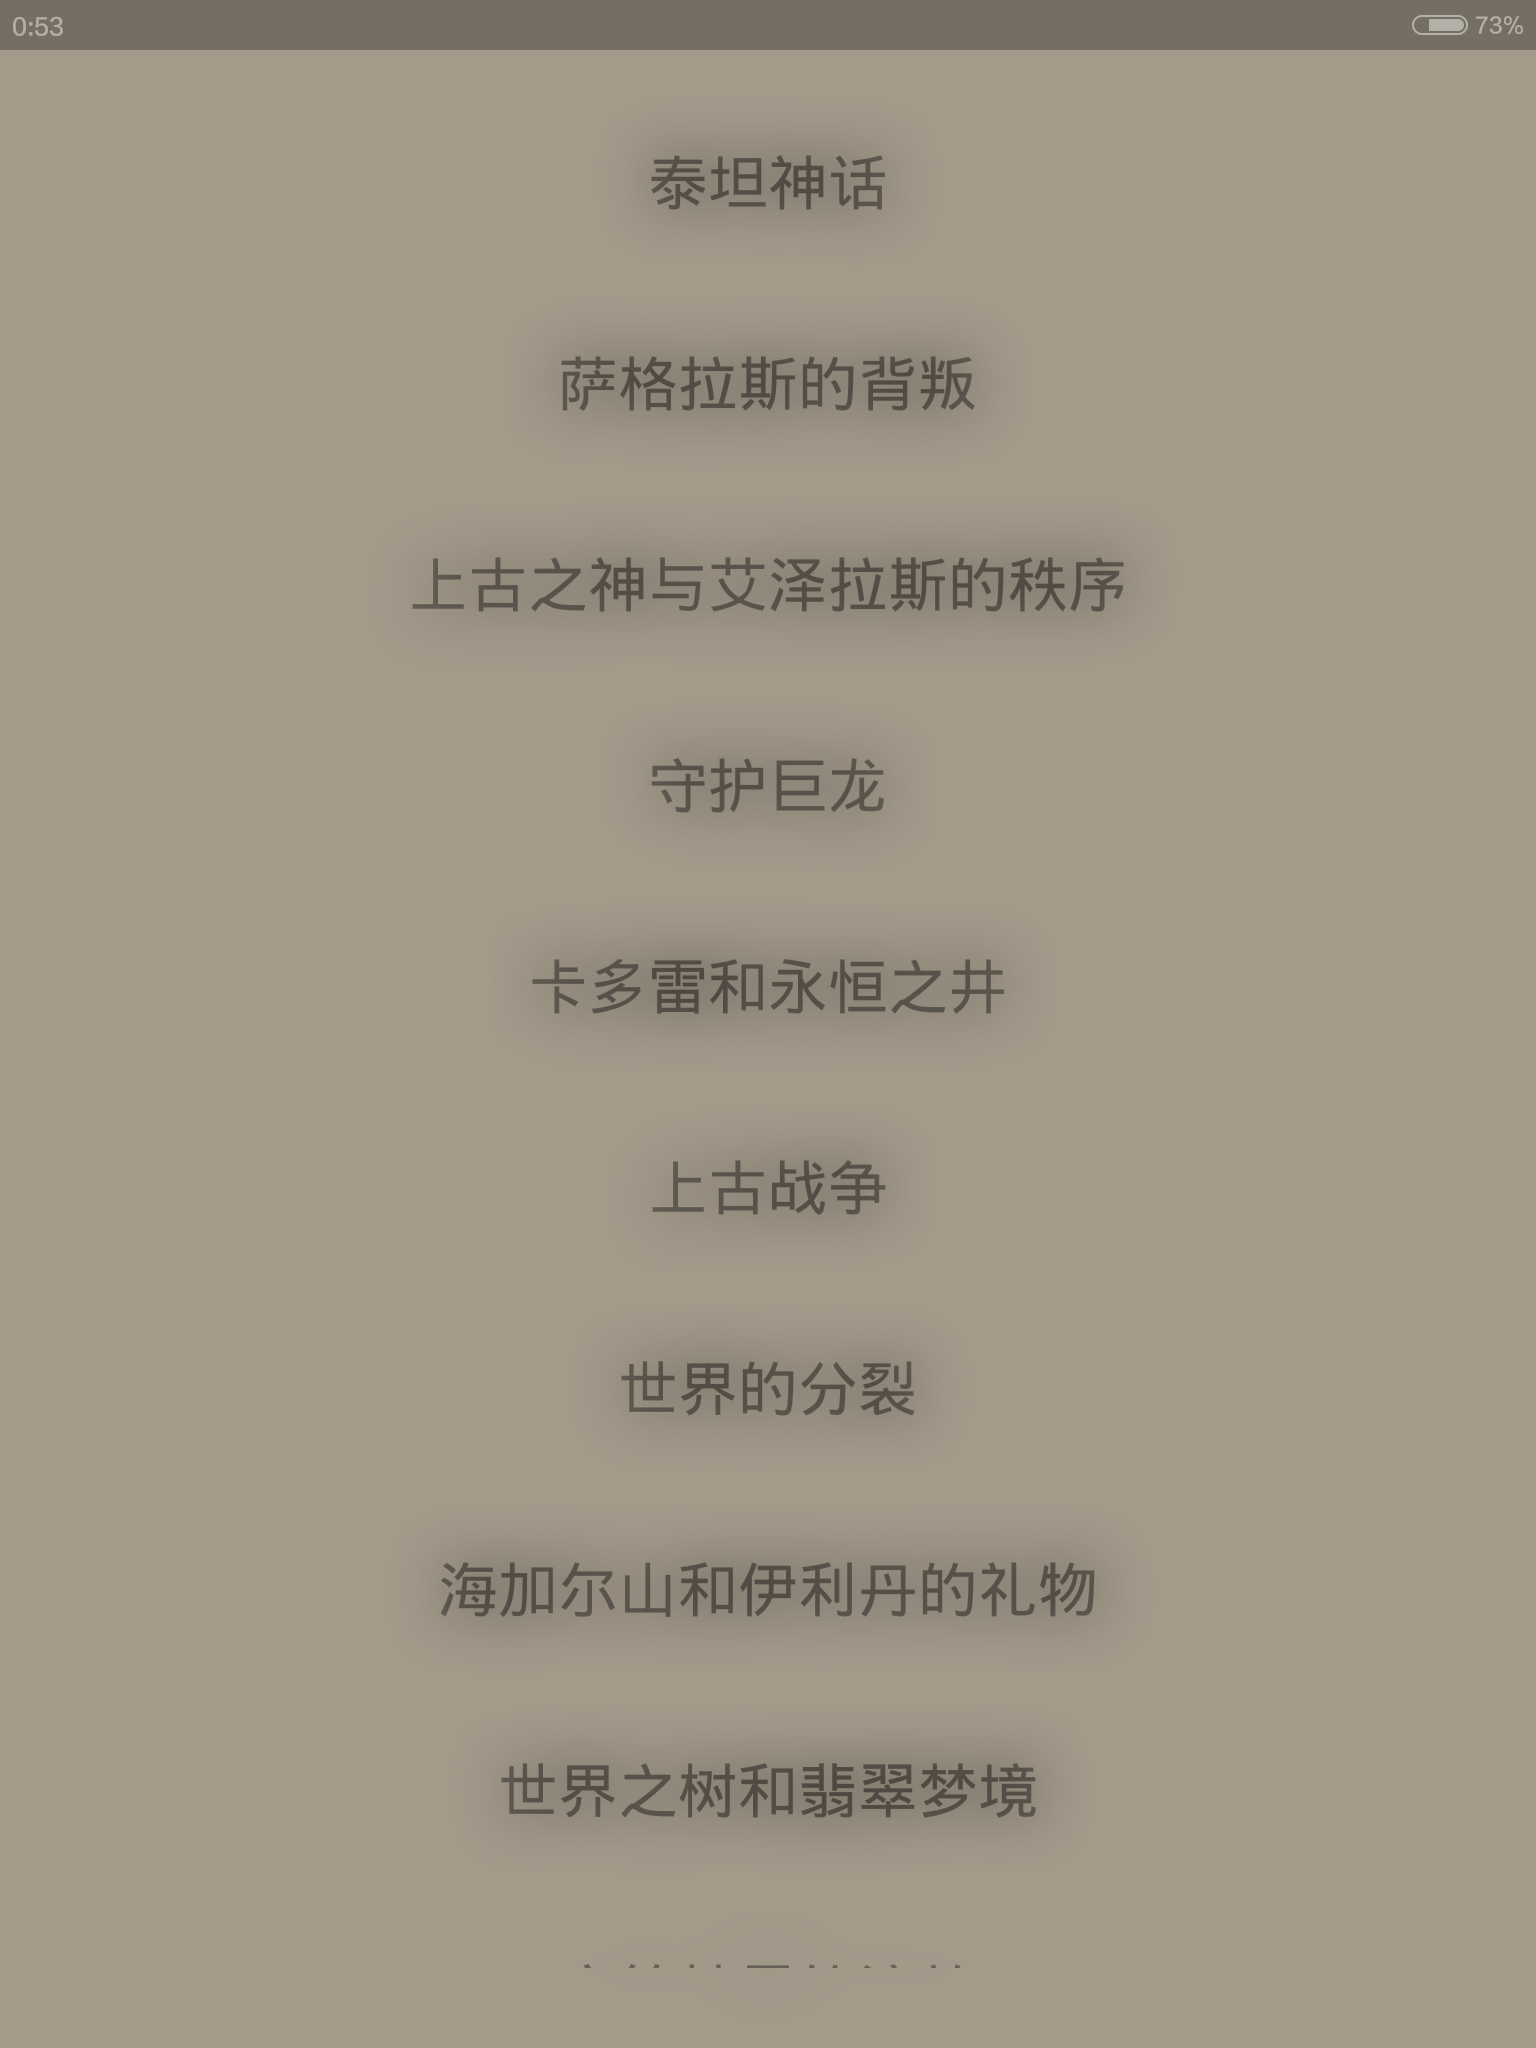 0:53
73%
泰坦神话
萨格拉斯的背叛
上古之神与艾泽拉斯的秩序
守护巨龙
卡多雷和永恒之井
上古战争
世界的分裂
海加尔山和伊利丹的礼物
世界之树和翡翠梦境